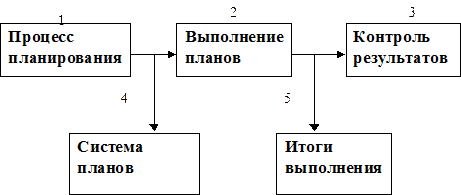 1 2 3
Процесс планирования
Выполнение планов
Контроль результатов
4 5
Система планов
Итоги выполнения